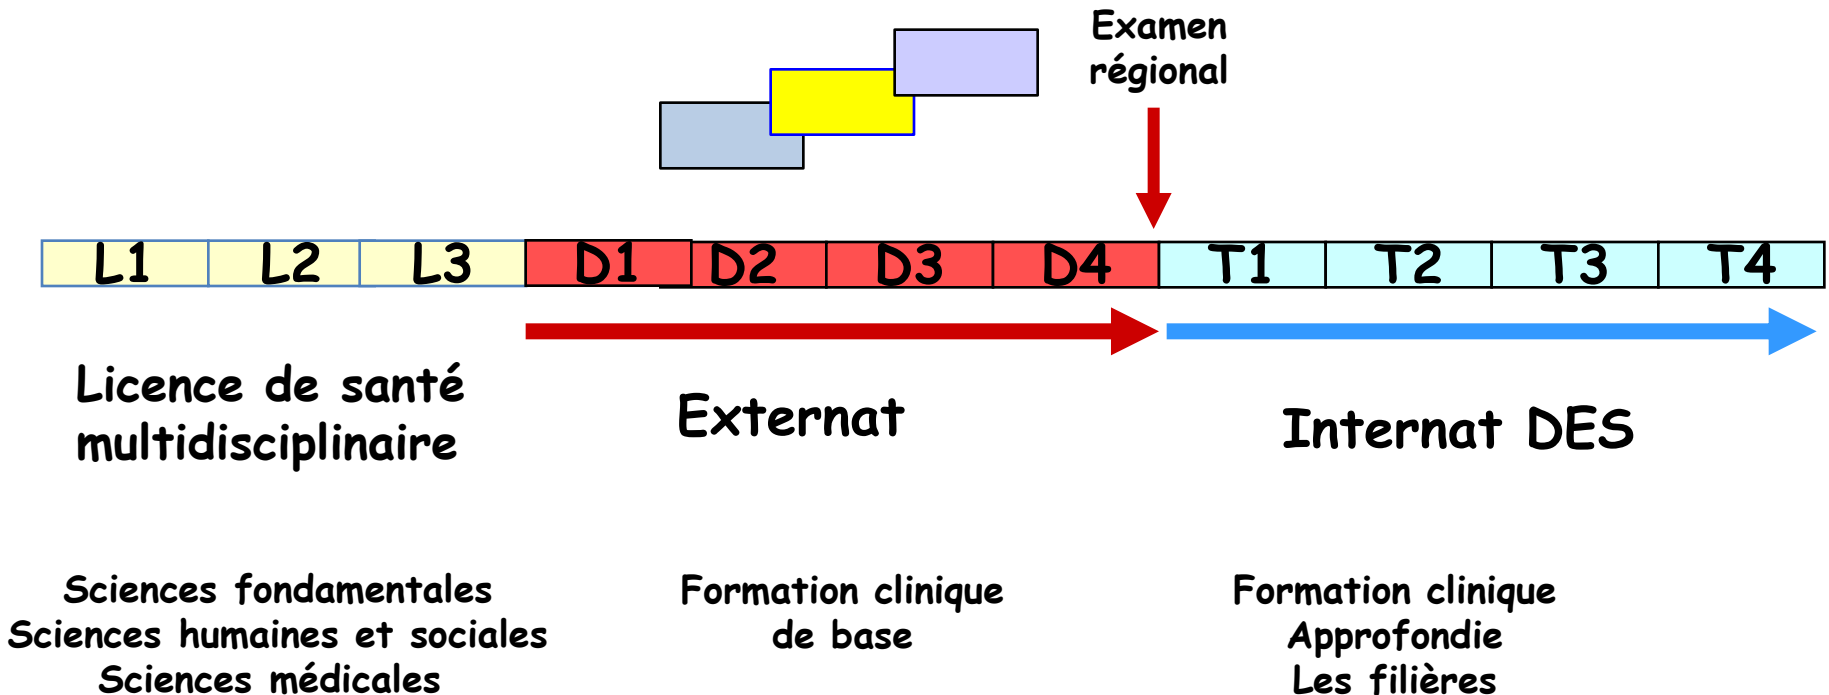 Examen
régional
L1 L2 L3 D1 D2 D3 D4 T1 T2 T3 T4
Licence de santé
multidisciplinaire
Externat
Internat DES
Sciences fondamentales
Sciences humaines et sociales
Sciences médicales
Formation clinique
de base
Formation clinique
Approfondie
Les filières